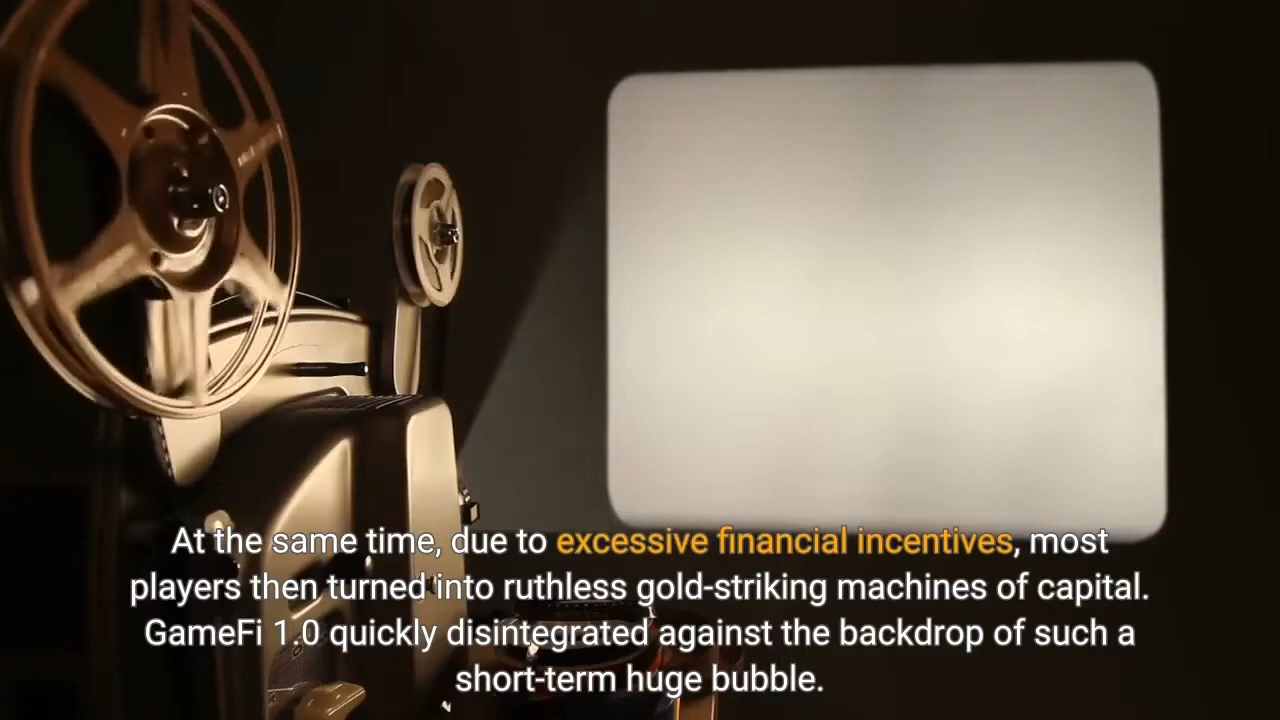 At the same time, due to excessive financial incentives, most
players then turned into ruthless gold-striking machines of capital.
GameFi 1.0 quickly disintegrated against the backdrop of such a
short-term huge bubble.